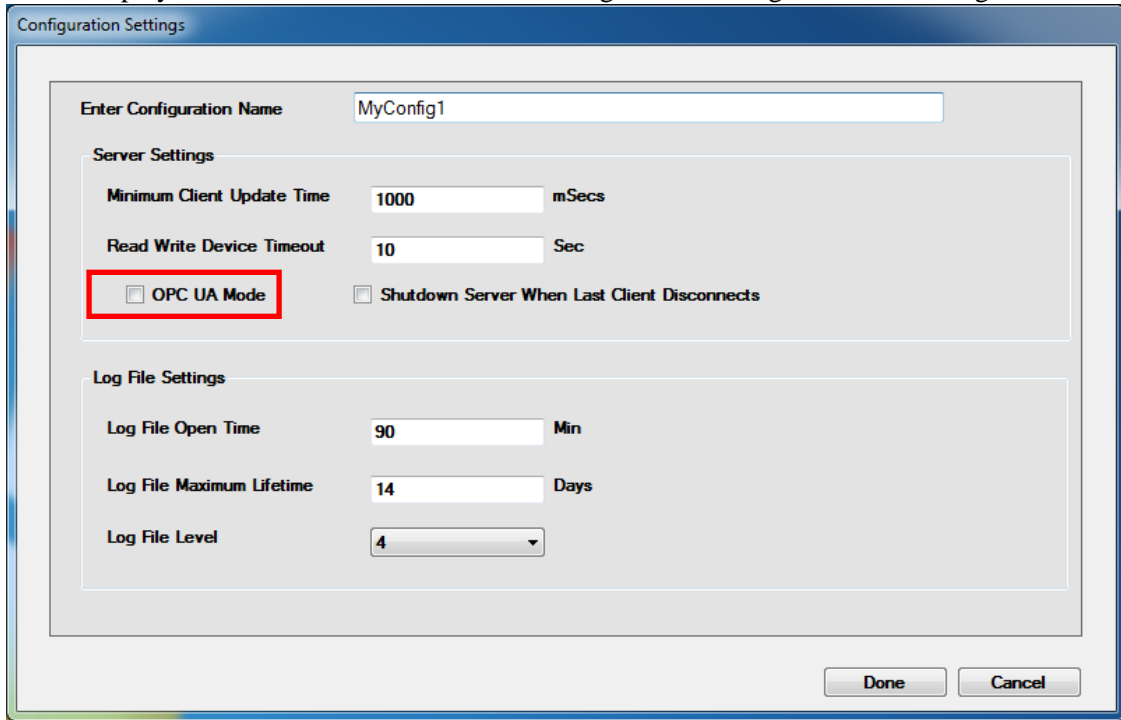 Configuration Settings
Enter Configuration Name MyConfig1
Server Settings
Minimum Client Update Time 1000 mSecs
Read Write Device Timeout 10 Sec
OPC UA Mode Shutdown Server When Last Client Disconnects
Log File Settings
Log File Open Time 90 Min
Log File Maximum Lifetime 14 Days
Log File Level 4
Done Cancel